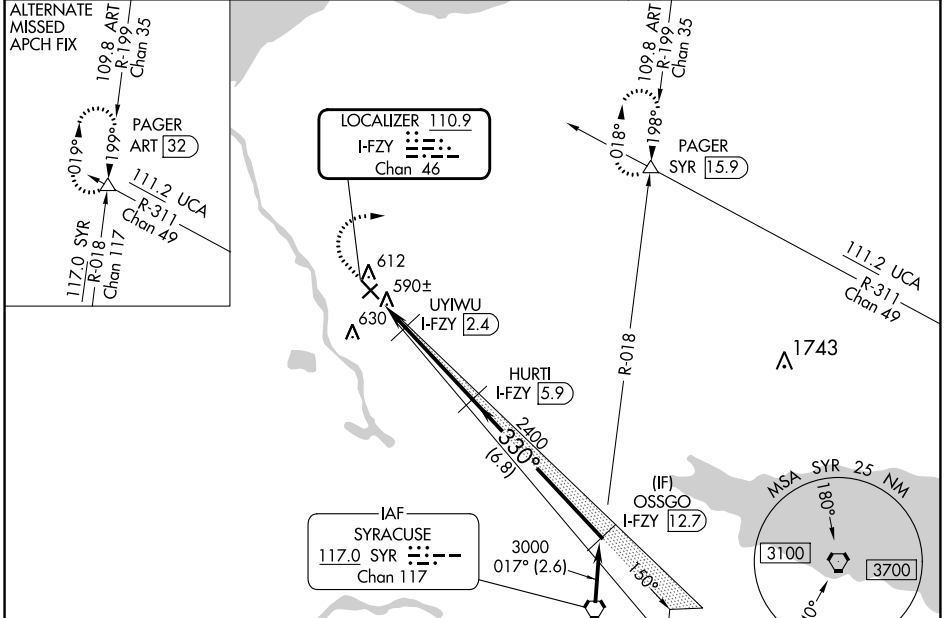 ALTERNATE
MISSED
APCH FIX
109.8 ART
R-199
Chan 35
PAGER
ART 32
019°
199°
111.2 UCA
R-311
Chan 49
117.0 SYR
R-018
Chan 117
LOCALIZER 110.9
I-FZY
Chan 46
109.8 ART
R-199
Chan 35
018°
198°
PAGER
SYR 15.9
111.2 UCA
R-311
Chan 49
612
590±
630
UYIWU
I-FZY 2.4
1743
R-018
HURTI
I-FZY 5.9
2400
330°
(6.8)
(IF)
OSSGO
I-FZY 12.7
MSA SYR 25 NM
180°
3100
3700
IAF
SYRACUSE
117.0 SYR
Chan 117
3000
017° (2.6)
150°